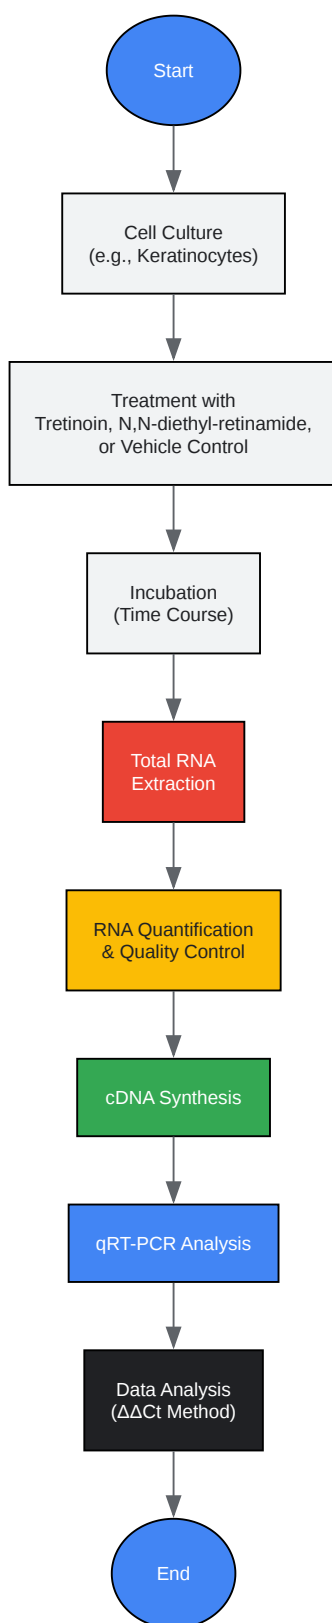 Start
Cell Culture
(e.g., Keratinocytes)
Treatment with
Tretinoin, N,N-diethyl-retinamide,
or Vehicle Control
Incubation
(Time Course)
Total RNA
Extraction
RNA Quantification
& Quality Control
cDNA Synthesis
qRT-PCR Analysis
Data Analysis
(ΔΔCt Method)
End